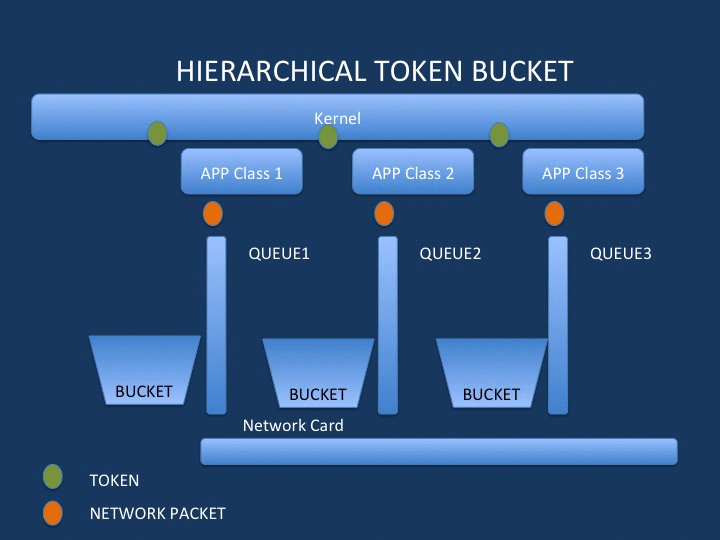 HIERARCHICAL TOKEN BUCKET
Kernel
APP Class 1
APP Class 2
APP Class 3
QUEUE1
QUEUE2
QUEUE3
BUCKET
BUCKET
BUCKET
Network Card
TOKEN
NETWORK PACKET